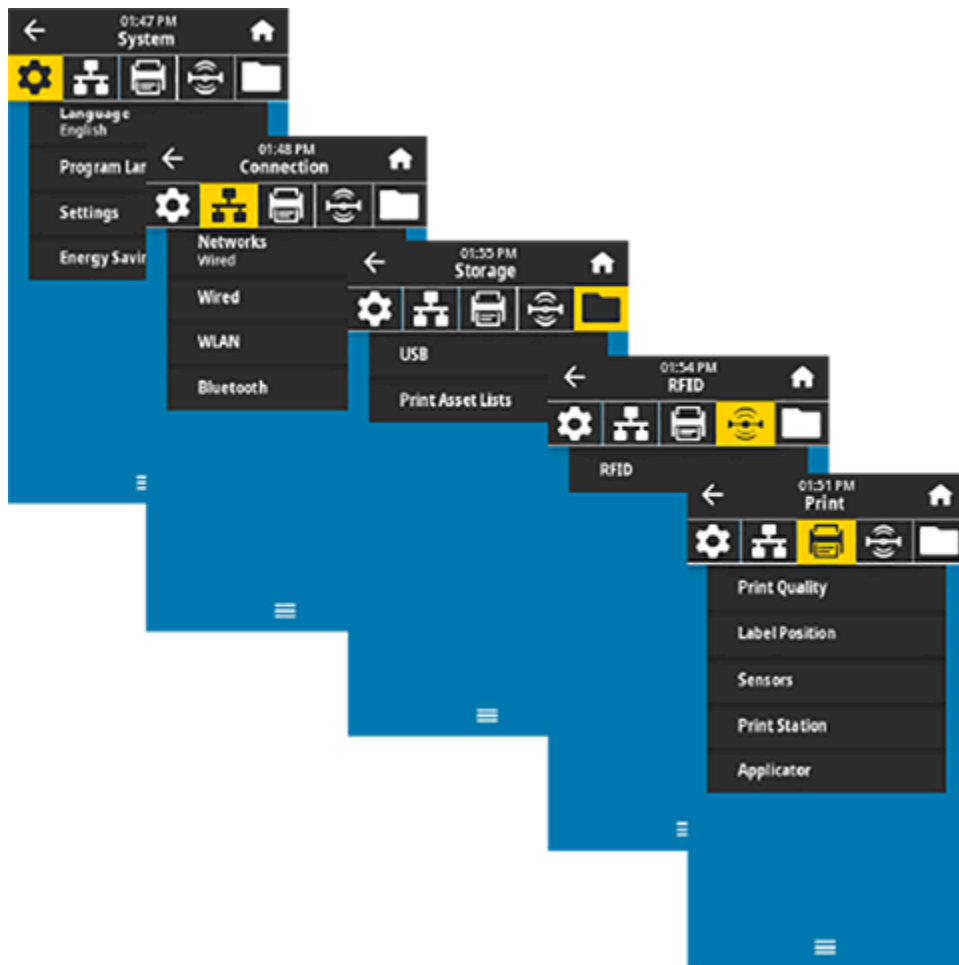 01:47 PM
System
Language
English
Program Lan
Settings
Energy Savin
01:48 PM
Connection
Networks
Wired
Wired
WLAN
Bluetooth
01:55 PM
Storage
USB
Print Asset Lists
01:54 PM
RFID
RFID
01:51 PM
Print
Print Quality
Label Position
Sensors
Print Station
Applicator